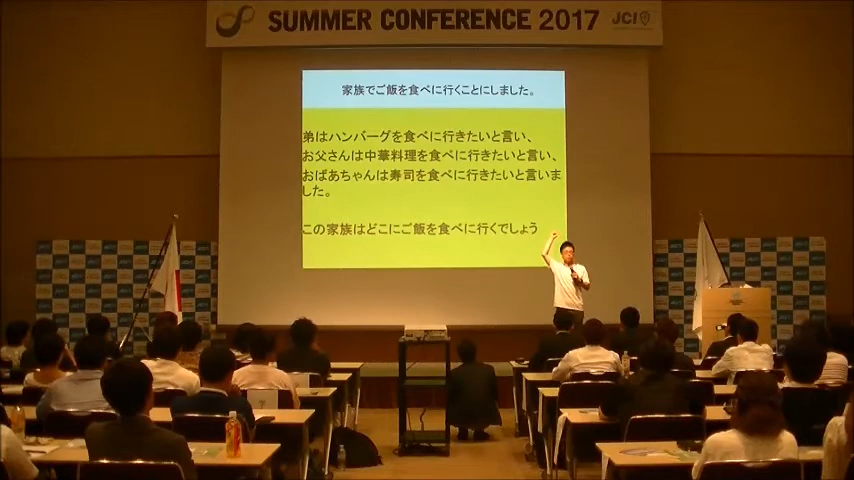 SUMMER CONFERENCE 2017 JCI
家族でご飯を食べに行くことにしました。
弟はハンバーグを食べに行きたいと言い、
お父さんは中華料理を食べに行きたいと言い、
おばあちゃんは寿司を食べに行きたいと言いま
した。
この家族はどこにご飯を食べに行くでしょう